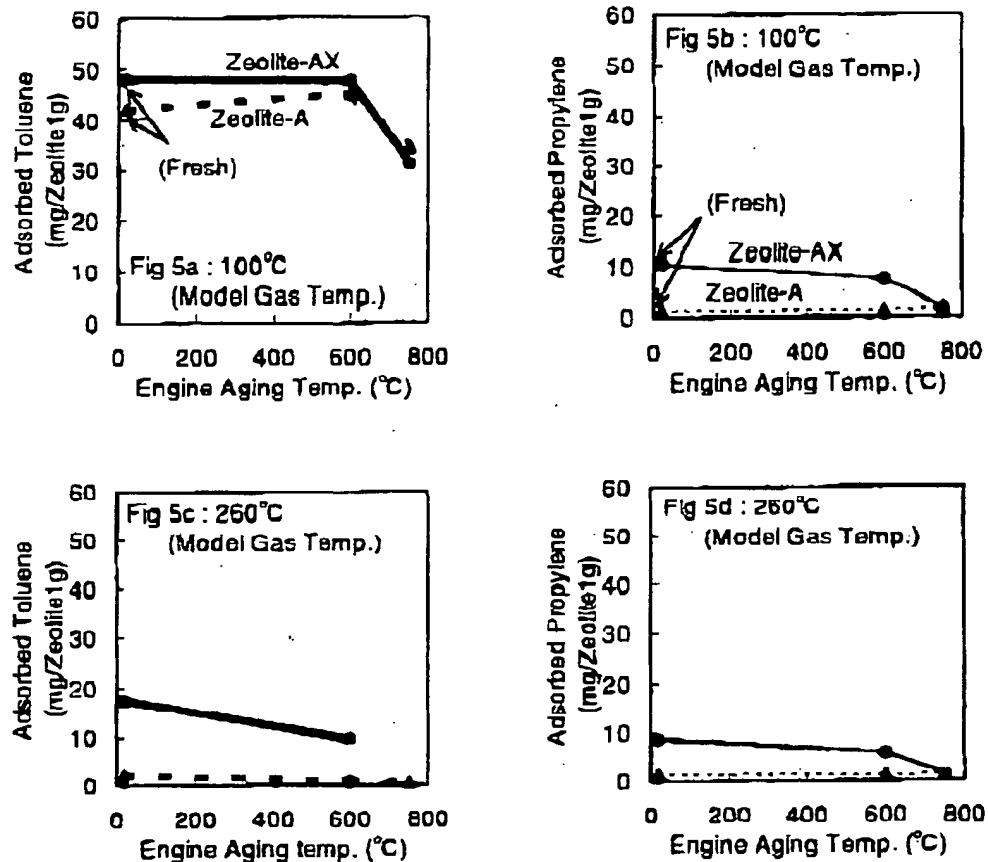 60
50
40
30
20
10
0
Adsorbed Toluene
(mg/Zeolite1g)
Zeolite-AX
Zeolite-A
(Fresh)
Fig 5a : 100°C
(Model Gas Temp.)
0 200 400 600 800
Engine Aging Temp. (°C)
60
50
40
30
20
10
0
Adsorbed Propylene
(mg/Zeolite1g)
Fig 5b : 100°C
(Model Gas Temp.)
(Fresh)
Zeolite-AX
Zeolite-A
0 200 400 600 800
Engine Aging Temp. (°C)
60
50
40
30
20
10
0
Adsorbed Toluene
(mg/Zeolite1g)
Fig 5c : 260°C
(Model Gas Temp.)
0 200 400 600 800
Engine Aging temp. (°C)
60
50
40
30
20
10
0
Adsorbed Propylene
(mg/Zeolite1g)
Fig 5d : 260°C
(Model Gas Temp.)
0 200 400 600 800
Engine Aging Temp. (°C)